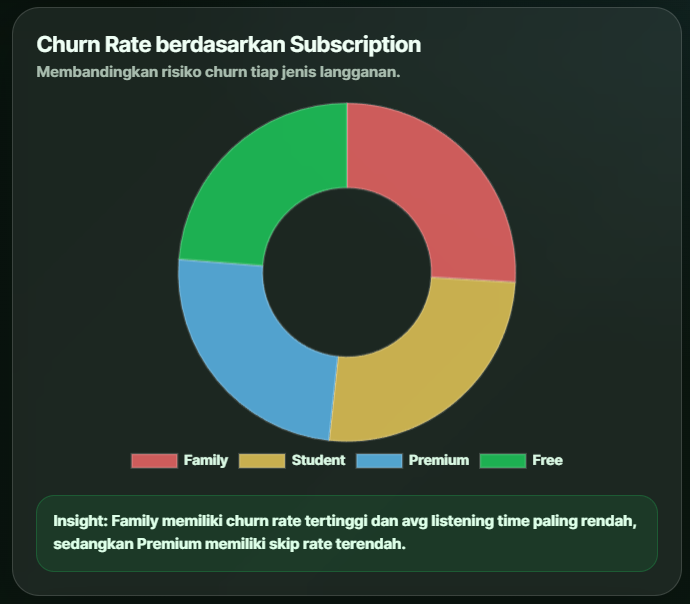 Churn Rate berdasarkan Subscription
Membandingkan risiko churn tiap jenis langganan.
Family Student Premium Free
Insight: Family memiliki churn rate tertinggi dan avg listening time paling rendah,
sedangkan Premium memiliki skip rate terendah.